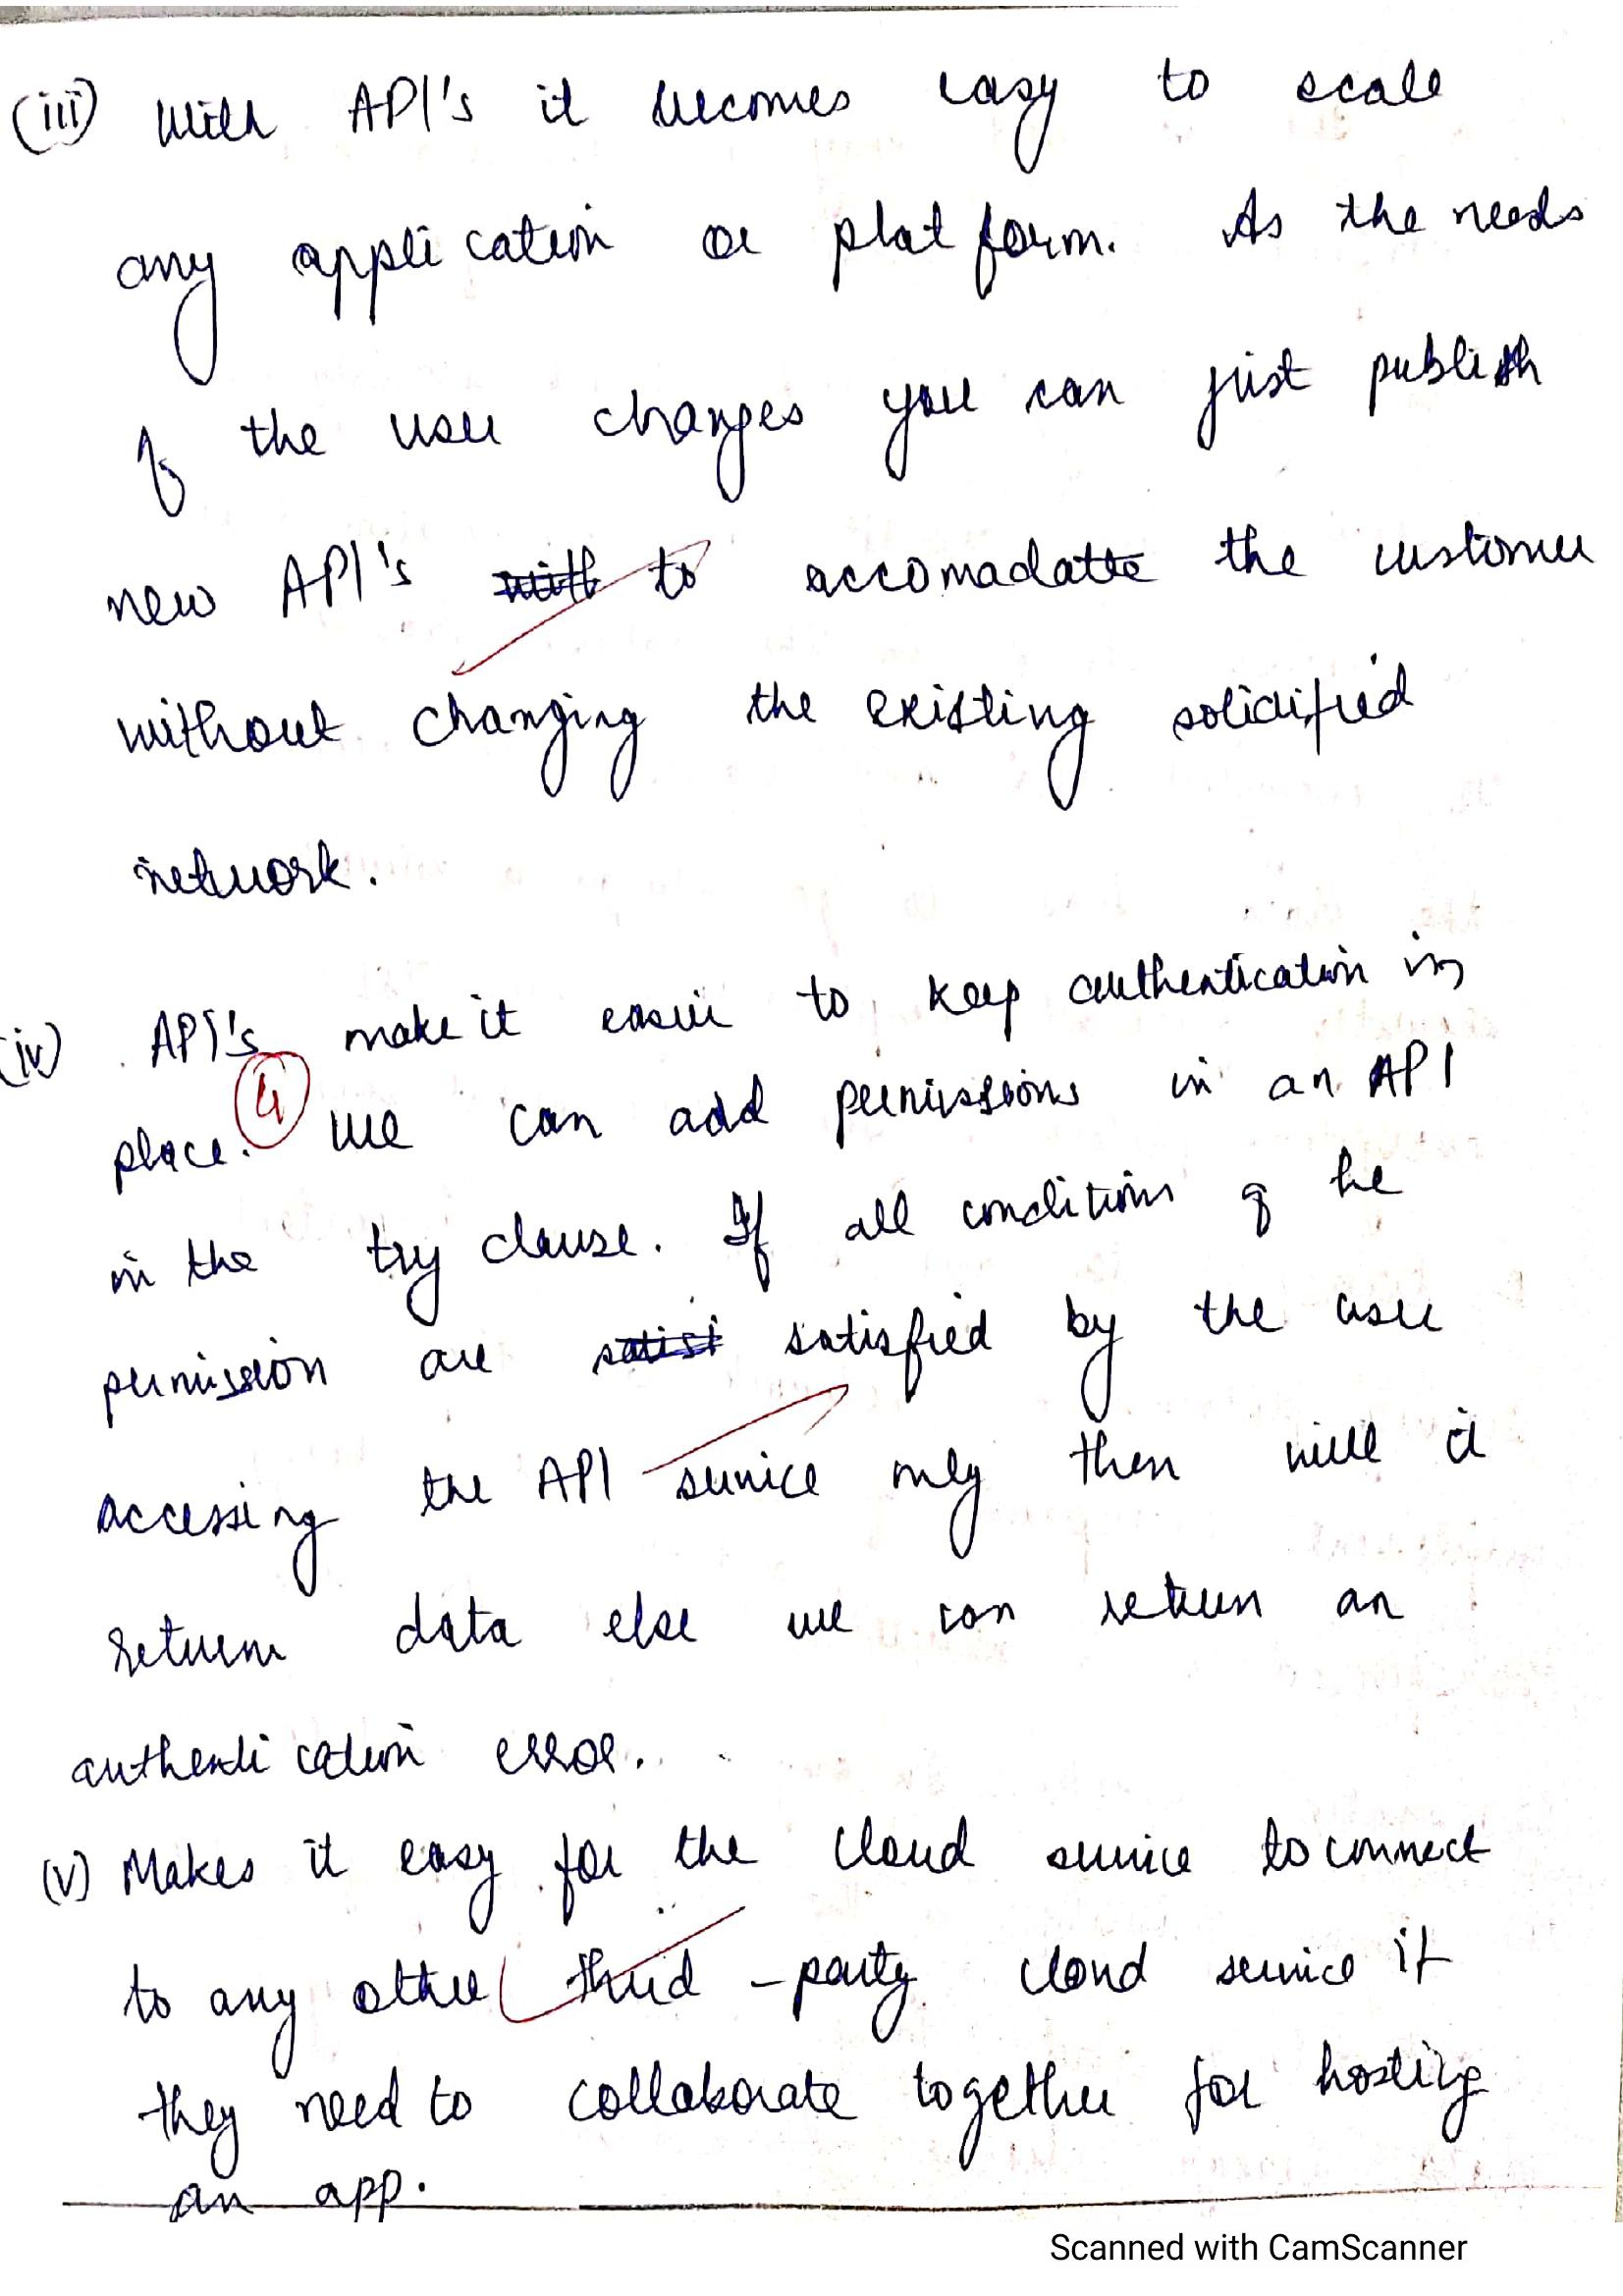 (iii) With API's it becomes easy to scale
any application or platform. As the needs
of the user changes you can just publish
new API's with to accomadatte the customer
without changing the existing solidified
network.
(iv) API's make it easier to keep authentication in
place. 4 We can add permissions in an API
in the try clause. If all conditions of he
permission are satisf satisfied by the user
accessing the API service only then will it
return data else we can return an
authentication error.
(v) Makes it easy for the cloud service to connect
to any other third-party cloud service if
they need to collaborate together for hosting
an app.
Scanned with CamScanner